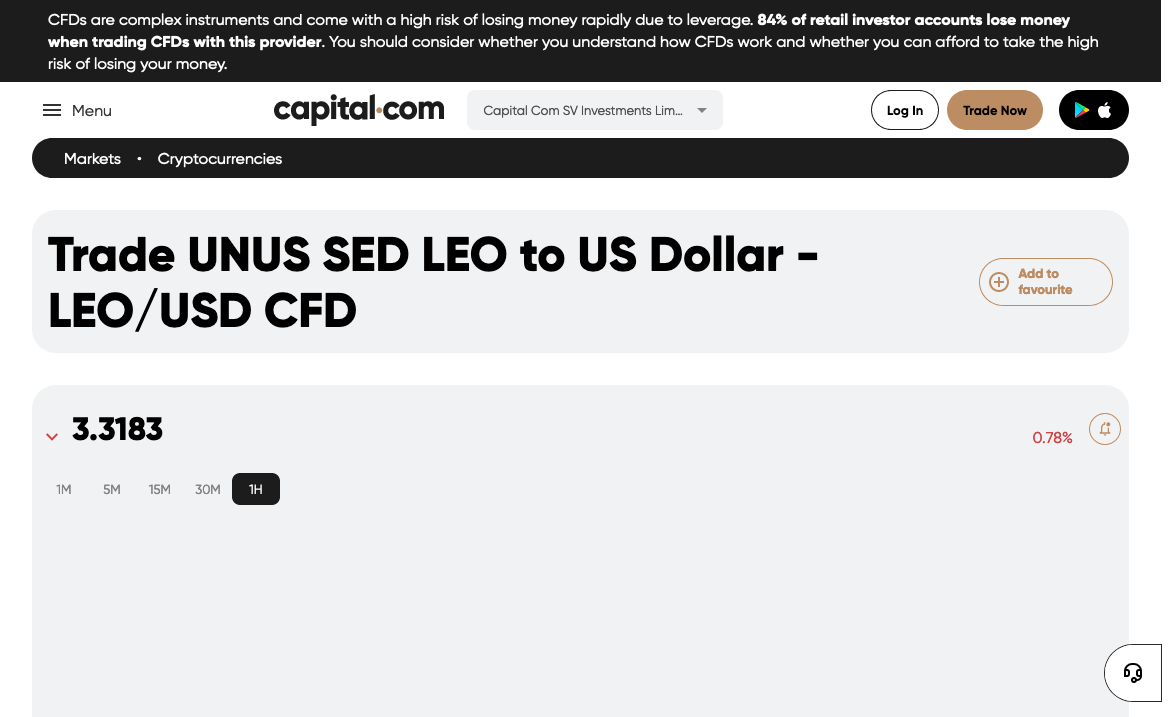 CFDs are complex instruments and come with a high risk of losing money rapidly due to leverage. 84% of retail investor accounts lose money
when trading CFDs with this provider. You should consider whether you understand how CFDs work and whether you can afford to take the high
risk of losing your money.
Menu
capital.com
Capital Com SV Investments Lim...
Log In
Trade Now
Markets • Cryptocurrencies
Trade UNUS SED LEO to US Dollar -
LEO/USD CFD
Add to
favourite
3.3183
0.78%
1M 5M 15M 30M 1H